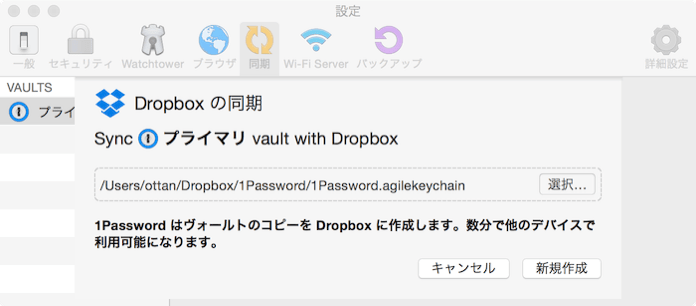 設定
一般 セキュリティ Watchtower ブラウザ 同期 Wi-Fi Server バックアップ 詳細設定
VAULTS
プライ
Dropbox の同期
Sync プライマリ vault with Dropbox
/Users/ottan/Dropbox/1Password/1Password.agilekeychain 選択...
1Password はヴォールトのコピーを Dropbox に作成します。数分で他のデバイスで
利用可能になります。
キャンセル 新規作成